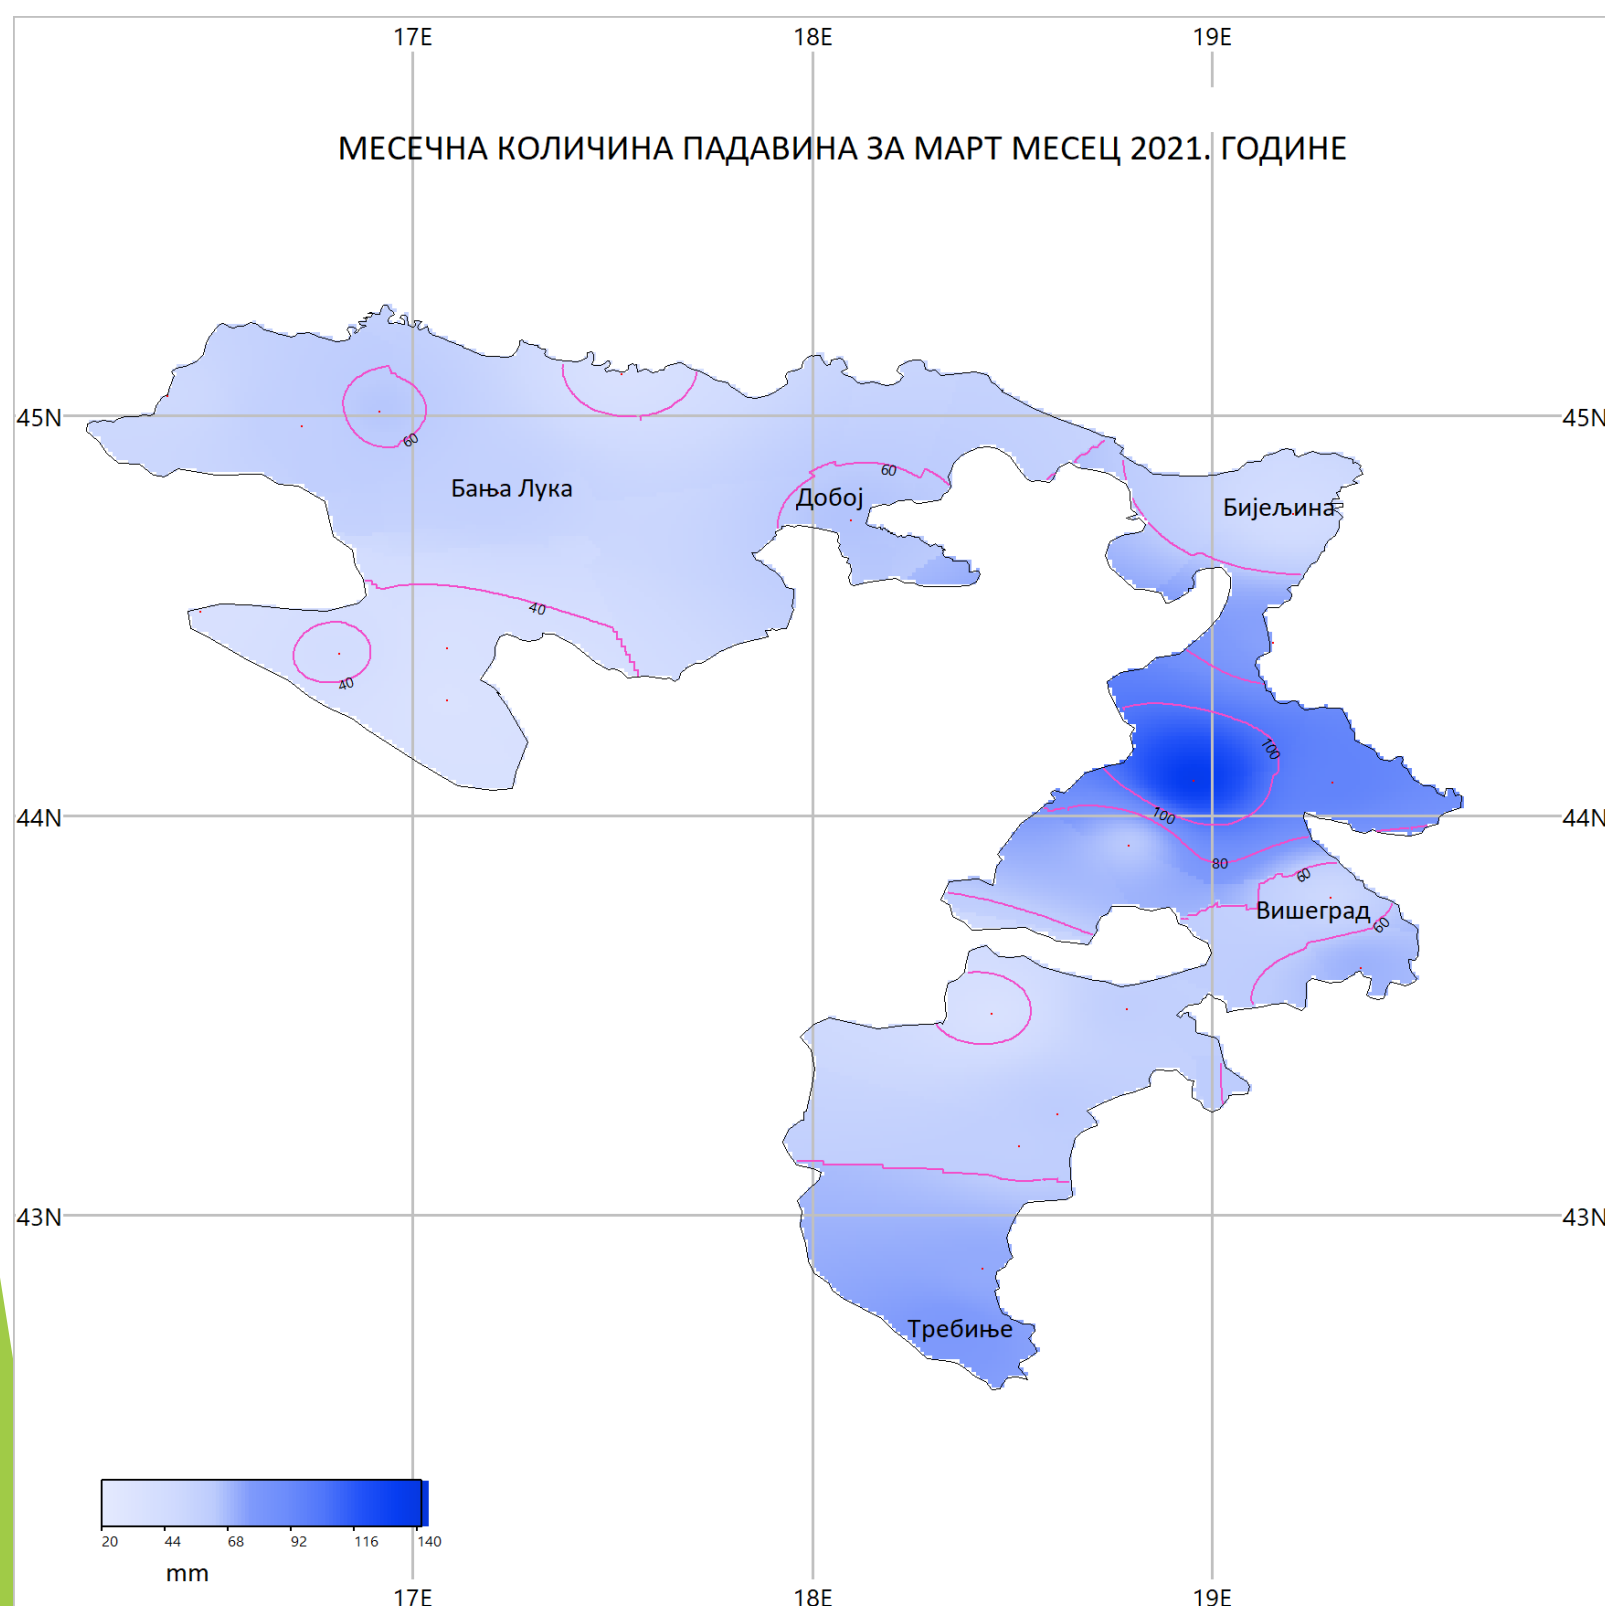 17E 18E 19E
МЕСЕЧНА КОЛИЧИНА ПАДАВИНА ЗА МАРТ МЕСЕЦ 2021. ГОДИНЕ
45N 45N
60
60
Бања Лука
Добој
Бијељина
40
40
100
44N 100 44N
80
60
Вишеград
60
43N 43N
Требиње
20 44 68 92 116 140
mm
17E 18E 19E